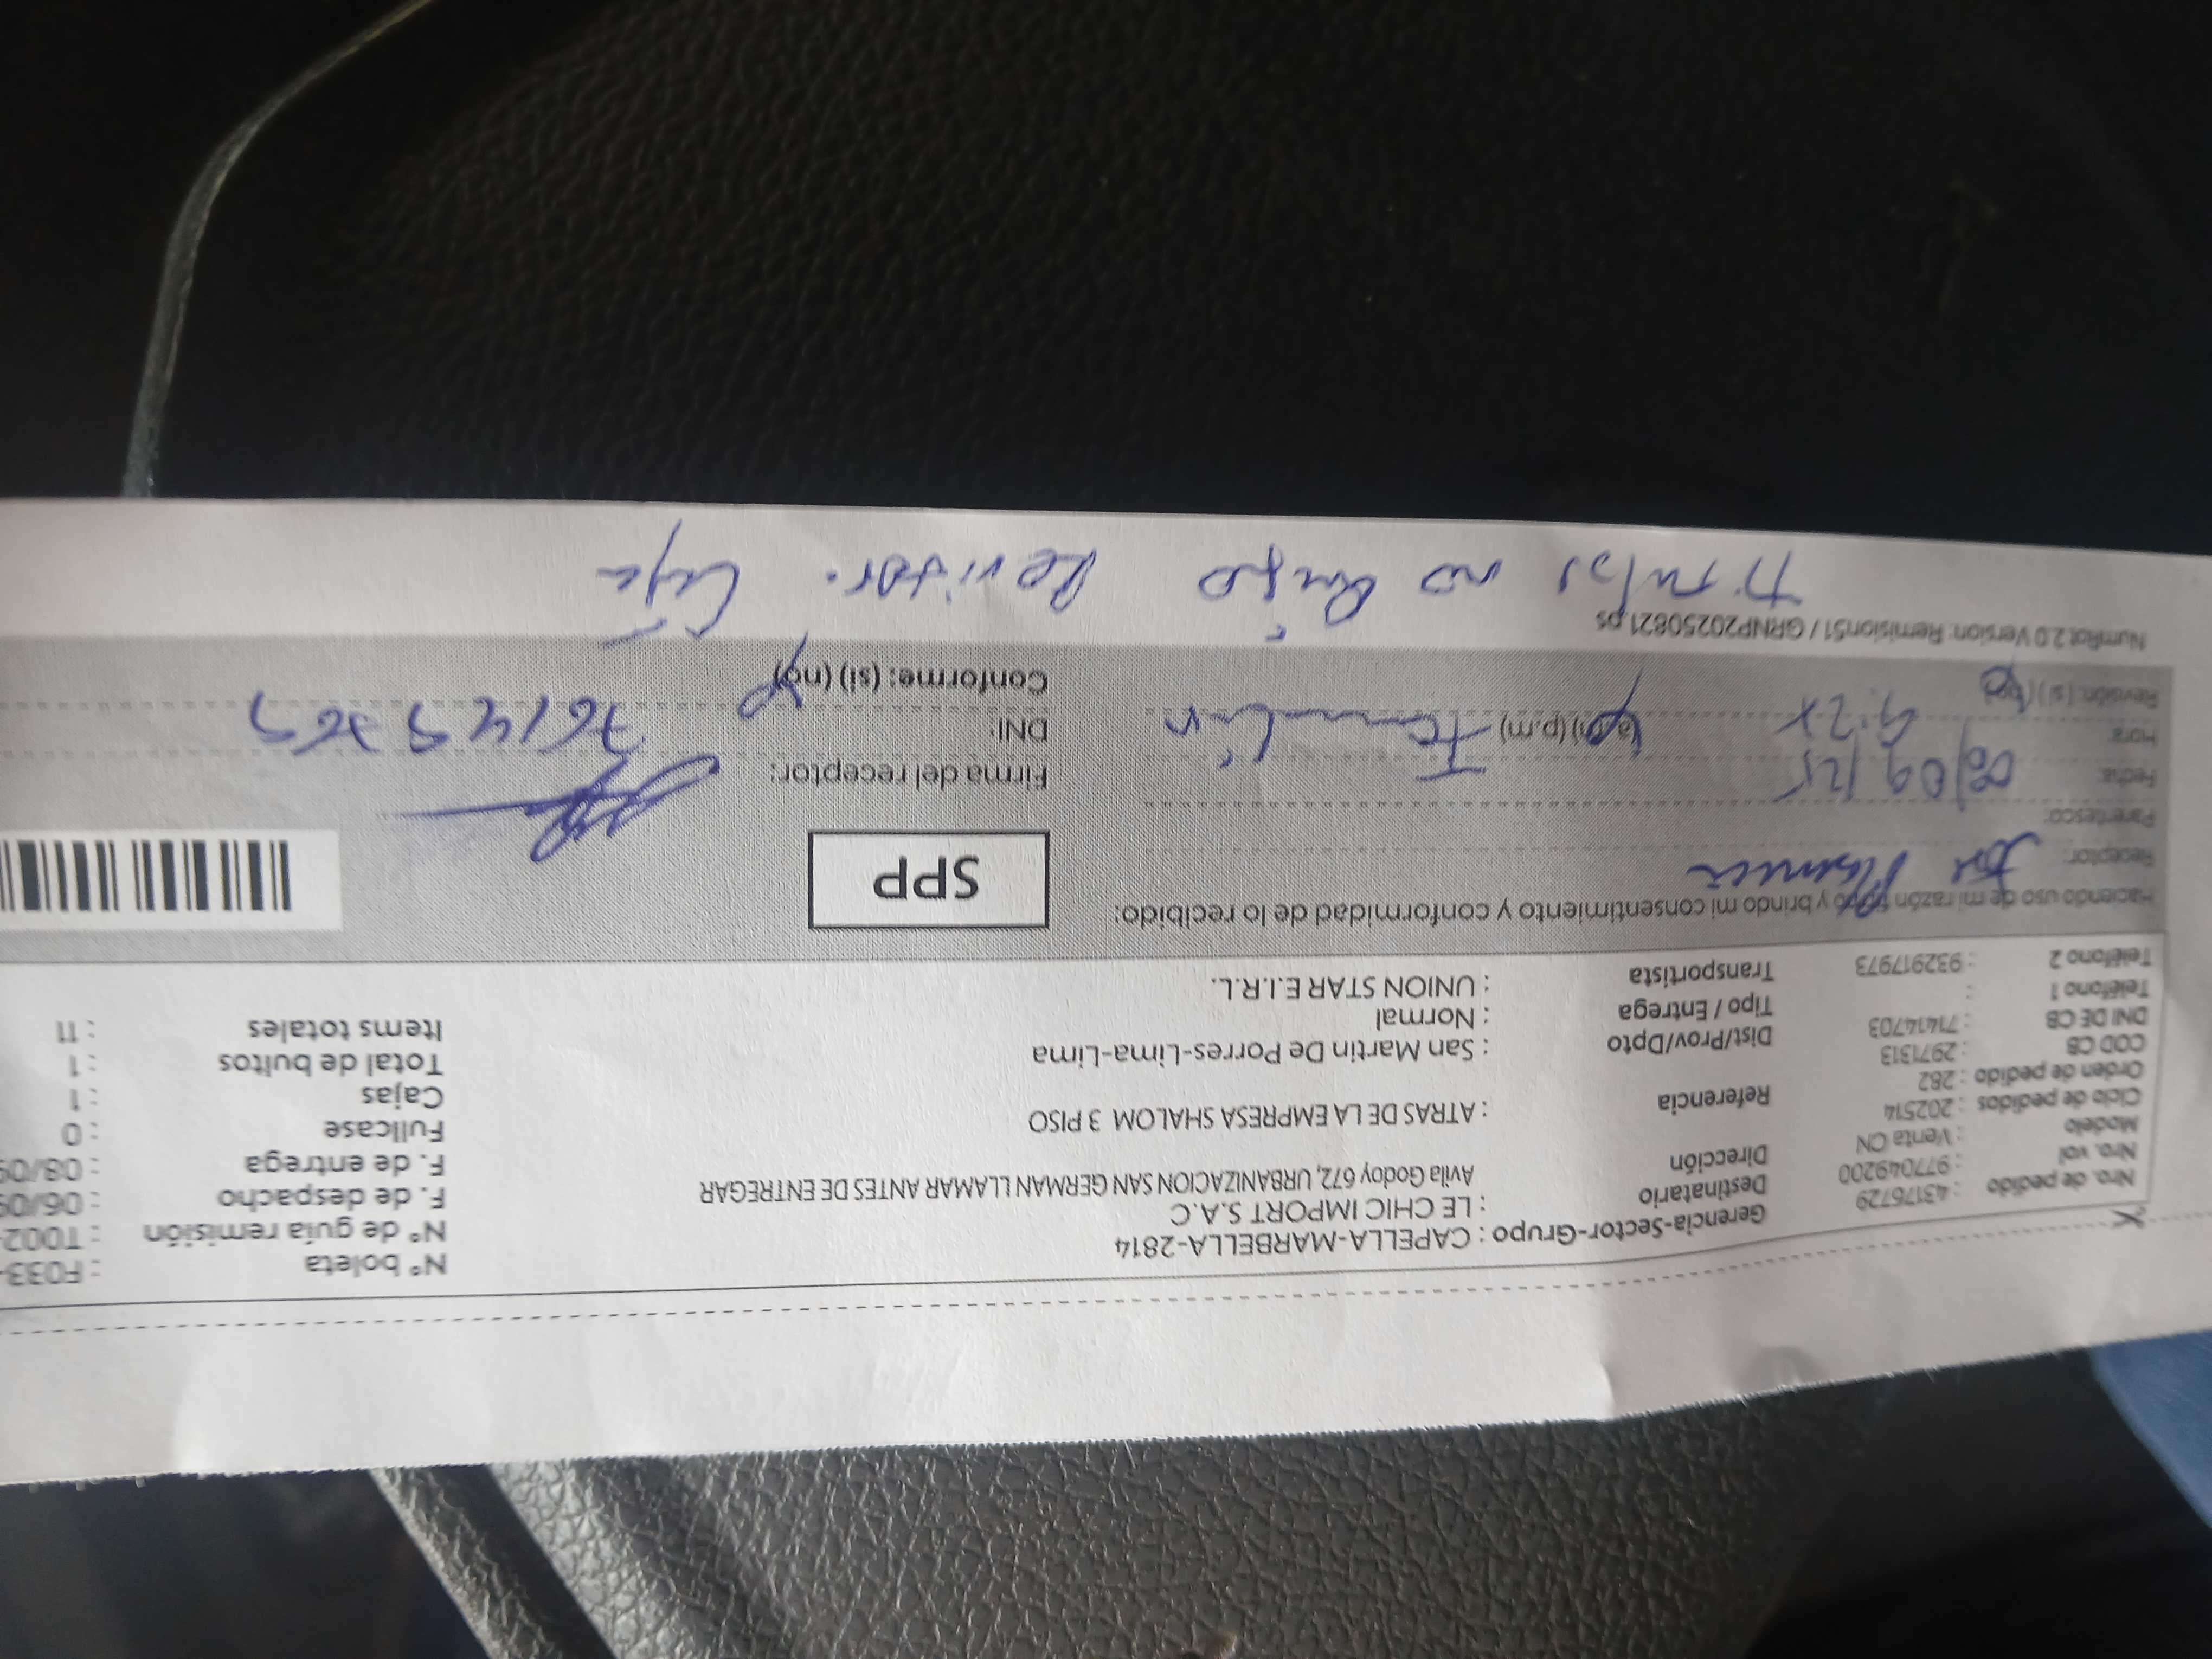 Nº boleta : F033-
Gerencia-Sector-Grupo : CAPELLA-MARBELLA-2814
Nº de guía remisión : T002-
Nro. de pedido : 43176729
Destinatario : LE CHIC IMPORT S.A.C
F. de despacho : 06/09
Nro. vol : 977049200
Dirección Avila Godoy 672, URBANIZACION SAN GERMAN LLAMAR ANTES DE ENTREGAR
F. de entrega : 08/09
Modelo : Venta CN
Fullcase : 0
Ciclo de pedidos : 202514
Referencia : ATRAS DE LA EMPRESA SHALOM 3 PISO
Cajas : 1
Orden de pedido : 282
Total de bultos : 1
COD CB : 2971313
Dist/Prov/Dpto : San Martin De Porres-Lima-Lima
Items totales : 11
DNI DE CB : 71414703
Tipo / Entrega : Normal
Teléfono 1 :
Transportista : UNION STAR E.I.R.L.
Teléfono 2 : 932917973
Haciendo uso de mi razón y brindo mi consentimiento y conformidad de lo recibido:
SPP
Receptor: Jose
Parentesco:
Firma del receptor:
Fecha: 08/09/25
Hora: (a.m) (p.m)
DNI:
Revisión: (si) (no)
Conforme: (si) (no)
NumRot 2.0 Version: Remision51 / GRNP20250821.ps
no